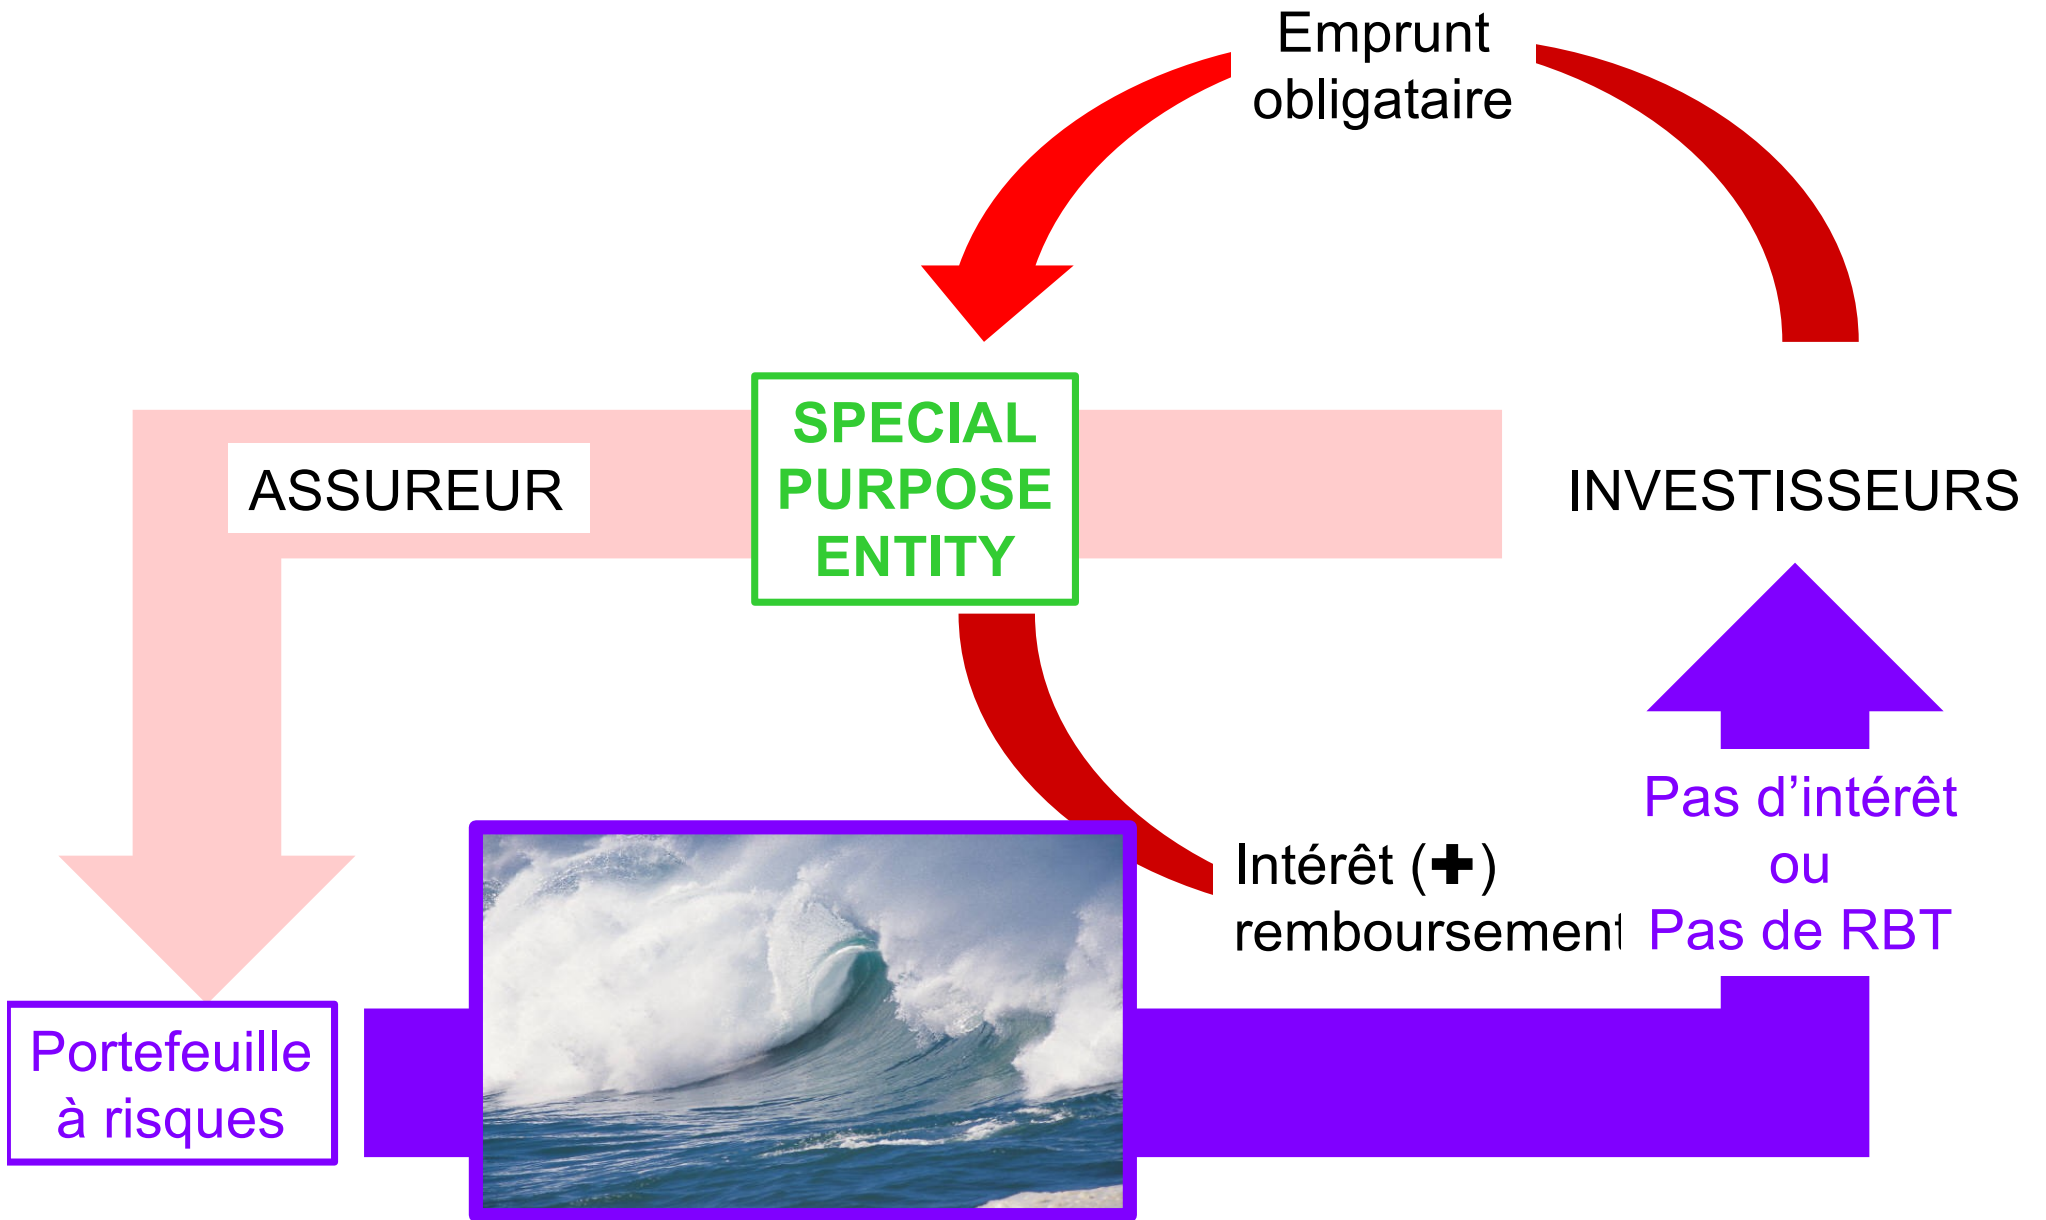 Emprunt
obligataire
SPECIAL
PURPOSE
ENTITY
ASSUREUR
INVESTISSEURS
Intérêt (✚)
remboursement
Pas d’intérêt
ou
Pas de RBT
Portefeuille
à risques